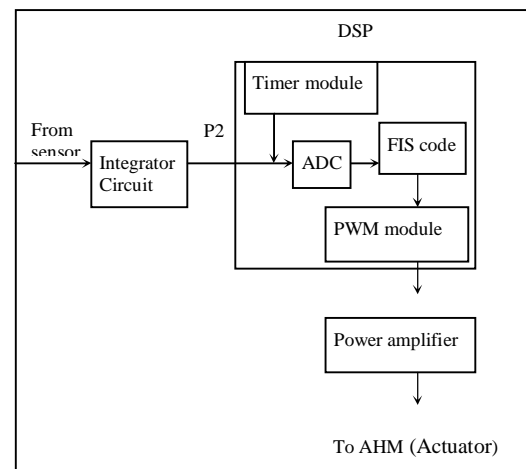 DSP
Timer module
From
sensor
P2
Integrator
Circuit
ADC
FIS code
PWM module
Power amplifier
To AHM (Actuator)